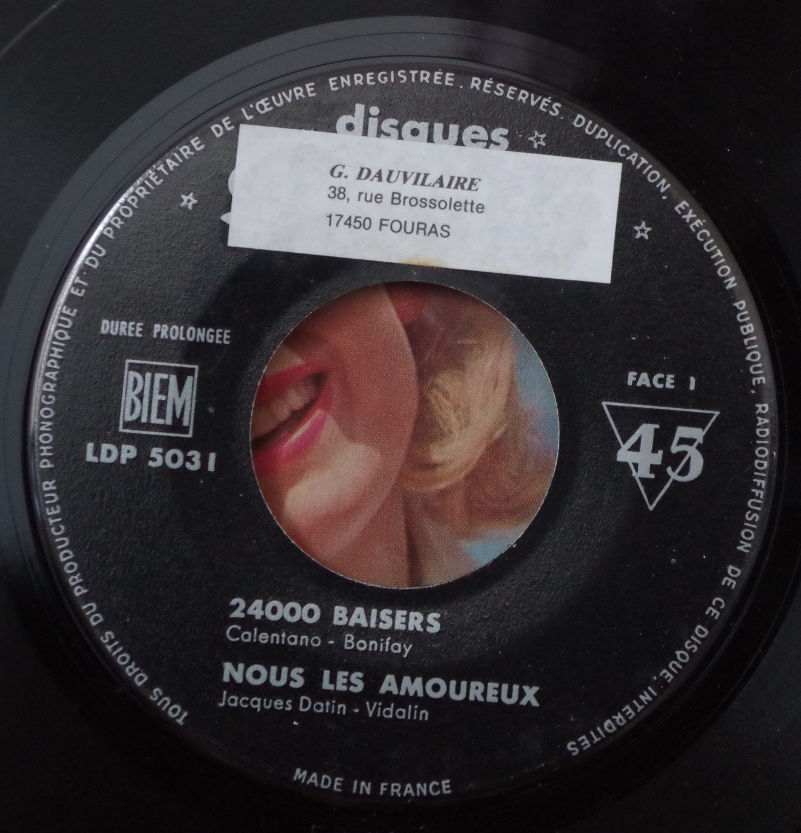 TOUS DROITS DU PRODUCTEUR PHONOGRAPHIQUE ET DU PROPRIÉTAIRE DE L'ŒUVRE ENREGISTRÉE. RÉSERVÉS. DUPLICATION, EXÉCUTION PUBLIQUE, RADIODIFFUSION DE CE DISQUE, INTERDITES
disques
G. DAUVILAIRE
38, rue Brossolette
17450 FOURAS
DUREE PROLONGEE
BIEM
LDP 5031
FACE 1
45
24000 BAISERS
Calentano - Bonifay
NOUS LES AMOUREUX
Jacques Datin - Vidalin
MADE IN FRANCE